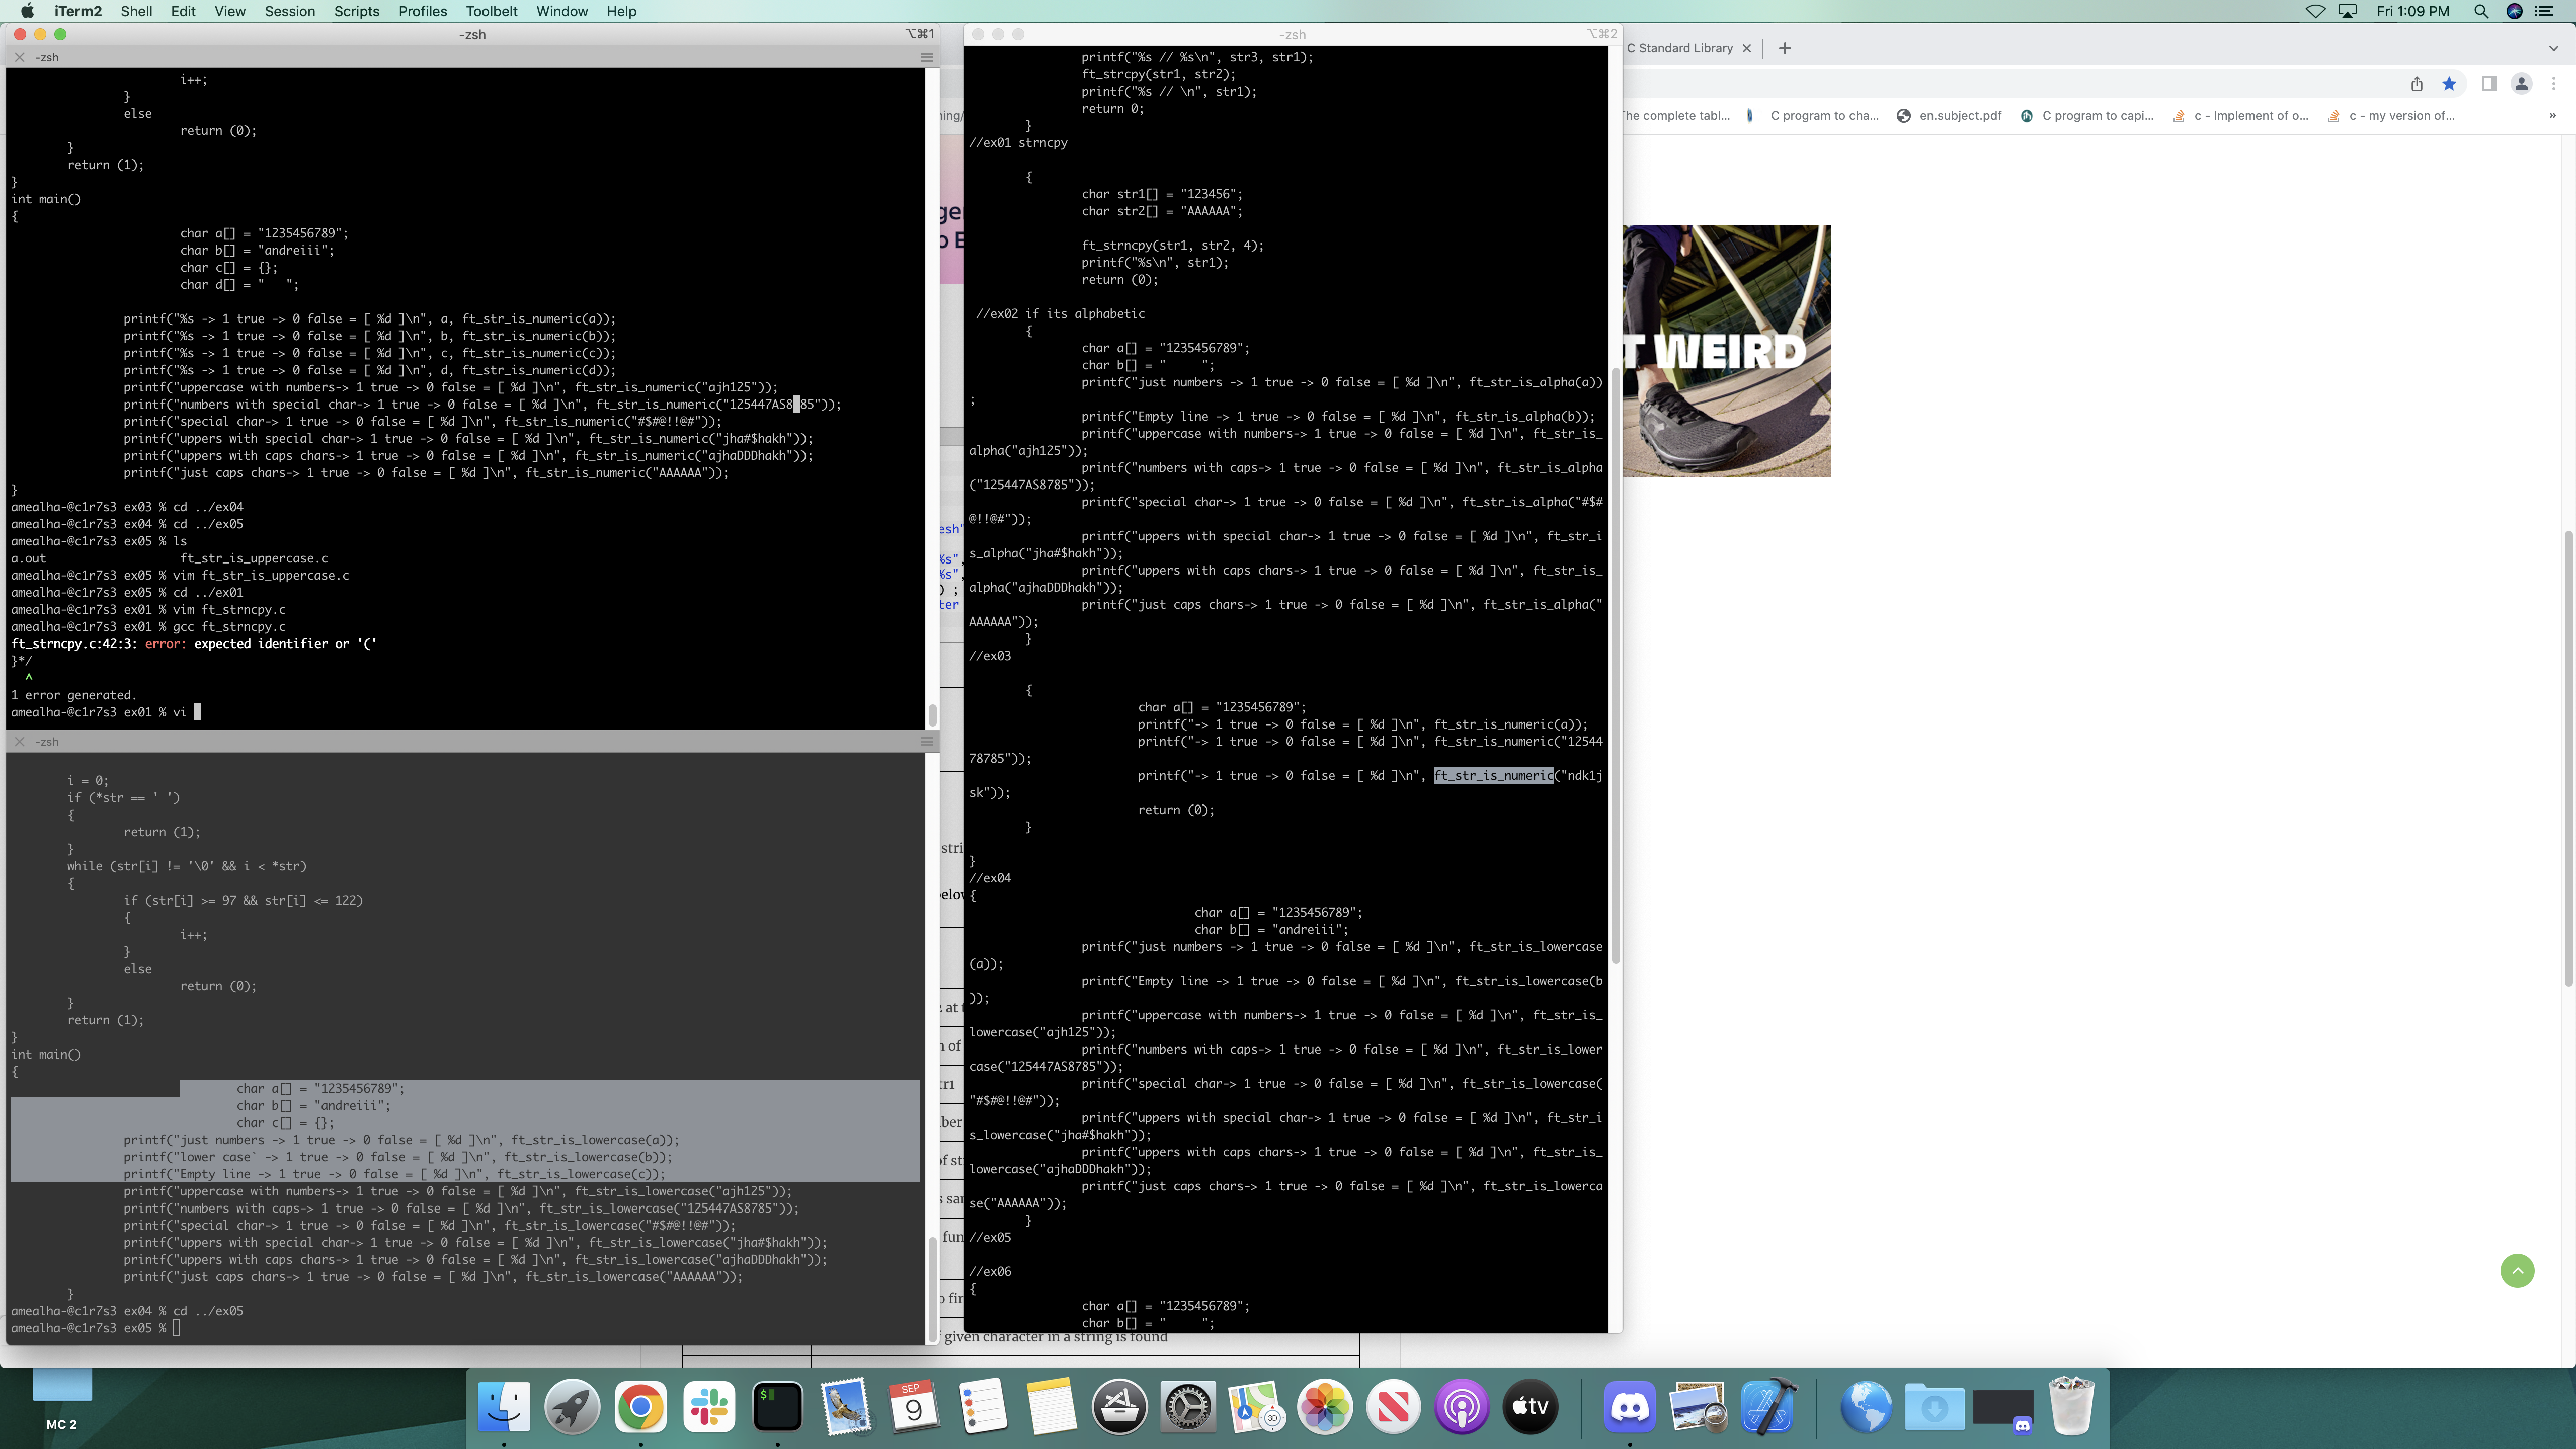 iTerm2 Shell Edit View Session Scripts Profiles Toolbelt Window Help Fri 1:09 PM
-zsh ⌥⌘1
-zsh
i++;
}
else
return (0);
}
return (1);
}
int main()
{
char a[] = "1235456789";
char b[] = "andreiii";
char c[] = {};
char d[] = "   ";
printf("%s -> 1 true -> 0 false = [ %d ]\n", a, ft_str_is_numeric(a));
printf("%s -> 1 true -> 0 false = [ %d ]\n", b, ft_str_is_numeric(b));
printf("%s -> 1 true -> 0 false = [ %d ]\n", c, ft_str_is_numeric(c));
printf("%s -> 1 true -> 0 false = [ %d ]\n", d, ft_str_is_numeric(d));
printf("uppercase with numbers-> 1 true -> 0 false = [ %d ]\n", ft_str_is_numeric("ajh125"));
printf("numbers with special char-> 1 true -> 0 false = [ %d ]\n", ft_str_is_numeric("125447AS8785"));
printf("special char-> 1 true -> 0 false = [ %d ]\n", ft_str_is_numeric("#$#@!!@#"));
printf("uppers with special char-> 1 true -> 0 false = [ %d ]\n", ft_str_is_numeric("jha#$hakh"));
printf("uppers with caps chars-> 1 true -> 0 false = [ %d ]\n", ft_str_is_numeric("ajhaDDDhakh"));
printf("just caps chars-> 1 true -> 0 false = [ %d ]\n", ft_str_is_numeric("AAAAAA"));
}
amealha-@c1r7s3 ex03 % cd ../ex04
amealha-@c1r7s3 ex04 % cd ../ex05
amealha-@c1r7s3 ex05 % ls
a.out ft_str_is_uppercase.c
amealha-@c1r7s3 ex05 % vim ft_str_is_uppercase.c
amealha-@c1r7s3 ex05 % cd ../ex01
amealha-@c1r7s3 ex01 % vim ft_strncpy.c
amealha-@c1r7s3 ex01 % gcc ft_strncpy.c
ft_strncpy.c:42:3: error: expected identifier or '('
}*/
^
1 error generated.
amealha-@c1r7s3 ex01 % vi
-zsh
i = 0;
if (*str == ' ')
{
return (1);
}
while (str[i] != '\0' && i < *str)
{
if (str[i] >= 97 && str[i] <= 122)
{
i++;
}
else
return (0);
}
return (1);
}
int main()
{
char a[] = "1235456789";
char b[] = "andreiii";
char c[] = {};
printf("just numbers -> 1 true -> 0 false = [ %d ]\n", ft_str_is_lowercase(a));
printf("lower case` -> 1 true -> 0 false = [ %d ]\n", ft_str_is_lowercase(b));
printf("Empty line -> 1 true -> 0 false = [ %d ]\n", ft_str_is_lowercase(c));
printf("uppercase with numbers-> 1 true -> 0 false = [ %d ]\n", ft_str_is_lowercase("ajh125"));
printf("numbers with caps-> 1 true -> 0 false = [ %d ]\n", ft_str_is_lowercase("125447AS8785"));
printf("special char-> 1 true -> 0 false = [ %d ]\n", ft_str_is_lowercase("#$#@!!@#"));
printf("uppers with special char-> 1 true -> 0 false = [ %d ]\n", ft_str_is_lowercase("jha#$hakh"));
printf("uppers with caps chars-> 1 true -> 0 false = [ %d ]\n", ft_str_is_lowercase("ajhaDDDhakh"));
printf("just caps chars-> 1 true -> 0 false = [ %d ]\n", ft_str_is_lowercase("AAAAAA"));
}
amealha-@c1r7s3 ex04 % cd ../ex05
amealha-@c1r7s3 ex05 %
-zsh ⌥⌘2
printf("%s // %s\n", str3, str1);
ft_strcpy(str1, str2);
printf("%s // \n", str1);
return 0;
}
//ex01 strncpy
{
char str1[] = "123456";
char str2[] = "AAAAAA";
ft_strncpy(str1, str2, 4);
printf("%s\n", str1);
return (0);
//ex02 if its alphabetic
{
char a[] = "1235456789";
char b[] = "     ";
printf("just numbers -> 1 true -> 0 false = [ %d ]\n", ft_str_is_alpha(a))
;
printf("Empty line -> 1 true -> 0 false = [ %d ]\n", ft_str_is_alpha(b));
printf("uppercase with numbers-> 1 true -> 0 false = [ %d ]\n", ft_str_is_
alpha("ajh125"));
printf("numbers with caps-> 1 true -> 0 false = [ %d ]\n", ft_str_is_alpha
("125447AS8785"));
printf("special char-> 1 true -> 0 false = [ %d ]\n", ft_str_is_alpha("#$#
@!!@#"));
printf("uppers with special char-> 1 true -> 0 false = [ %d ]\n", ft_str_i
s_alpha("jha#$hakh"));
printf("uppers with caps chars-> 1 true -> 0 false = [ %d ]\n", ft_str_is_
alpha("ajhaDDDhakh"));
printf("just caps chars-> 1 true -> 0 false = [ %d ]\n", ft_str_is_alpha("
AAAAAA"));
}
//ex03
{
char a[] = "1235456789";
printf("-> 1 true -> 0 false = [ %d ]\n", ft_str_is_numeric(a));
printf("-> 1 true -> 0 false = [ %d ]\n", ft_str_is_numeric("12544
78785"));
printf("-> 1 true -> 0 false = [ %d ]\n", ft_str_is_numeric("ndk1j
sk"));
return (0);
}
}
//ex04
{
char a[] = "1235456789";
char b[] = "andreiii";
printf("just numbers -> 1 true -> 0 false = [ %d ]\n", ft_str_is_lowercase
(a));
printf("Empty line -> 1 true -> 0 false = [ %d ]\n", ft_str_is_lowercase(b
));
printf("uppercase with numbers-> 1 true -> 0 false = [ %d ]\n", ft_str_is_
lowercase("ajh125"));
printf("numbers with caps-> 1 true -> 0 false = [ %d ]\n", ft_str_is_lower
case("125447AS8785"));
printf("special char-> 1 true -> 0 false = [ %d ]\n", ft_str_is_lowercase(
"#$#@!!@#"));
printf("uppers with special char-> 1 true -> 0 false = [ %d ]\n", ft_str_i
s_lowercase("jha#$hakh"));
printf("uppers with caps chars-> 1 true -> 0 false = [ %d ]\n", ft_str_is_
lowercase("ajhaDDDhakh"));
printf("just caps chars-> 1 true -> 0 false = [ %d ]\n", ft_str_is_lowerca
se("AAAAAA"));
}
//ex05
//ex06
{
char a[] = "1235456789";
char b[] = "     ";
C Standard Library
The complete tabl... C program to cha... en.subject.pdf C program to capi... c - Implement of o... c - my version of...
T WEIRD
given character in a string is found
MC 2
SEP
9
3D
tv